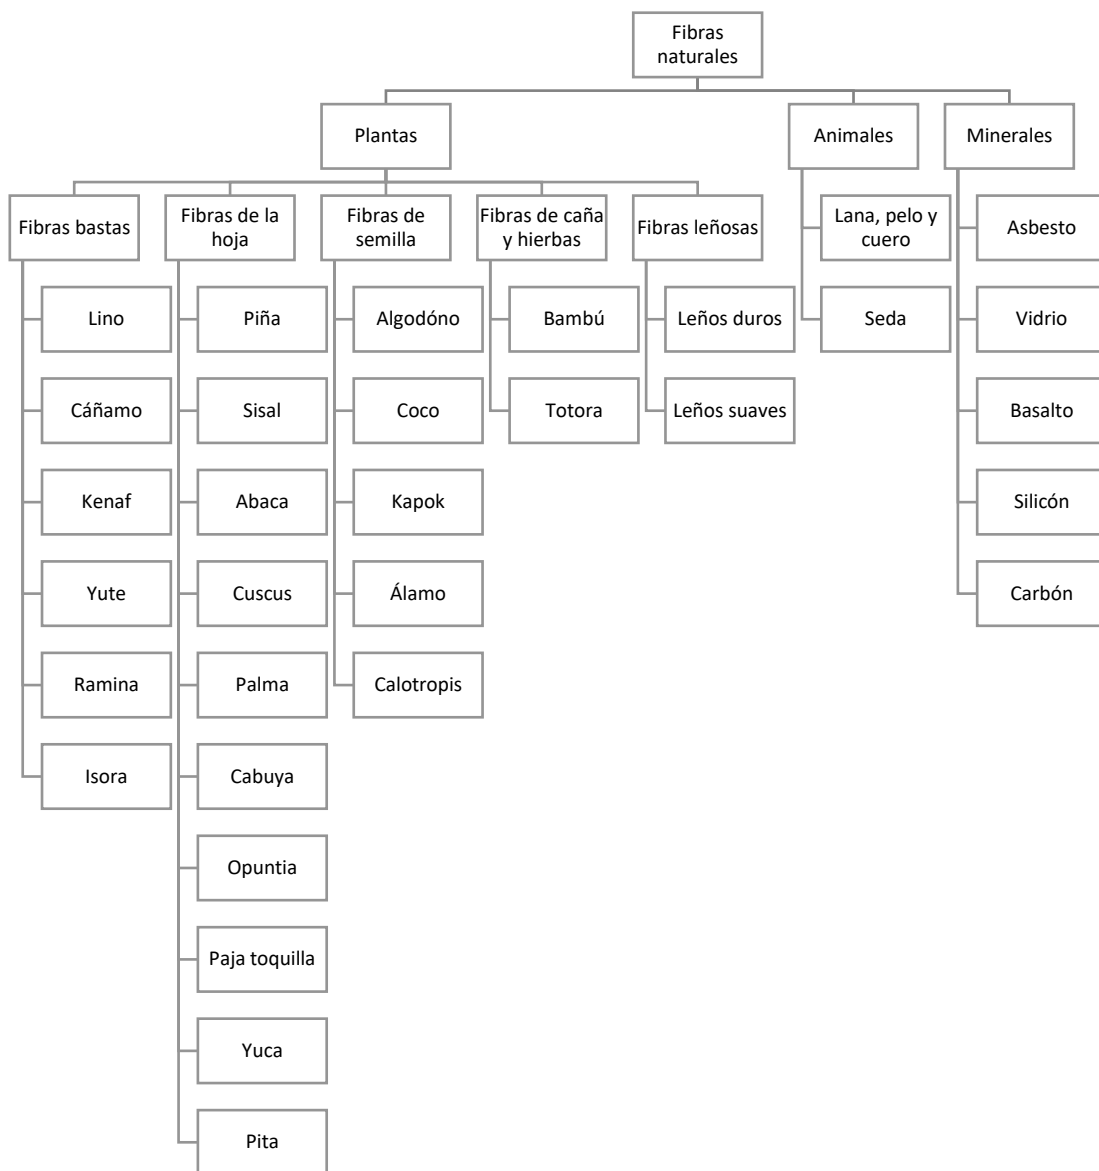 Fibras
naturales
Plantas
Animales
Minerales
Fibras bastas
Fibras de la
hoja
Fibras de
semilla
Fibras de caña
y hierbas
Fibras leñosas
Lana, pelo y
cuero
Asbesto
Lino
Piña
Algodóno
Bambú
Leños duros
Seda
Vidrio
Cáñamo
Sisal
Coco
Totora
Leños suaves
Basalto
Kenaf
Abaca
Kapok
Silicón
Yute
Cuscus
Álamo
Carbón
Ramina
Palma
Calotropis
Isora
Cabuya
Opuntia
Paja toquilla
Yuca
Pita